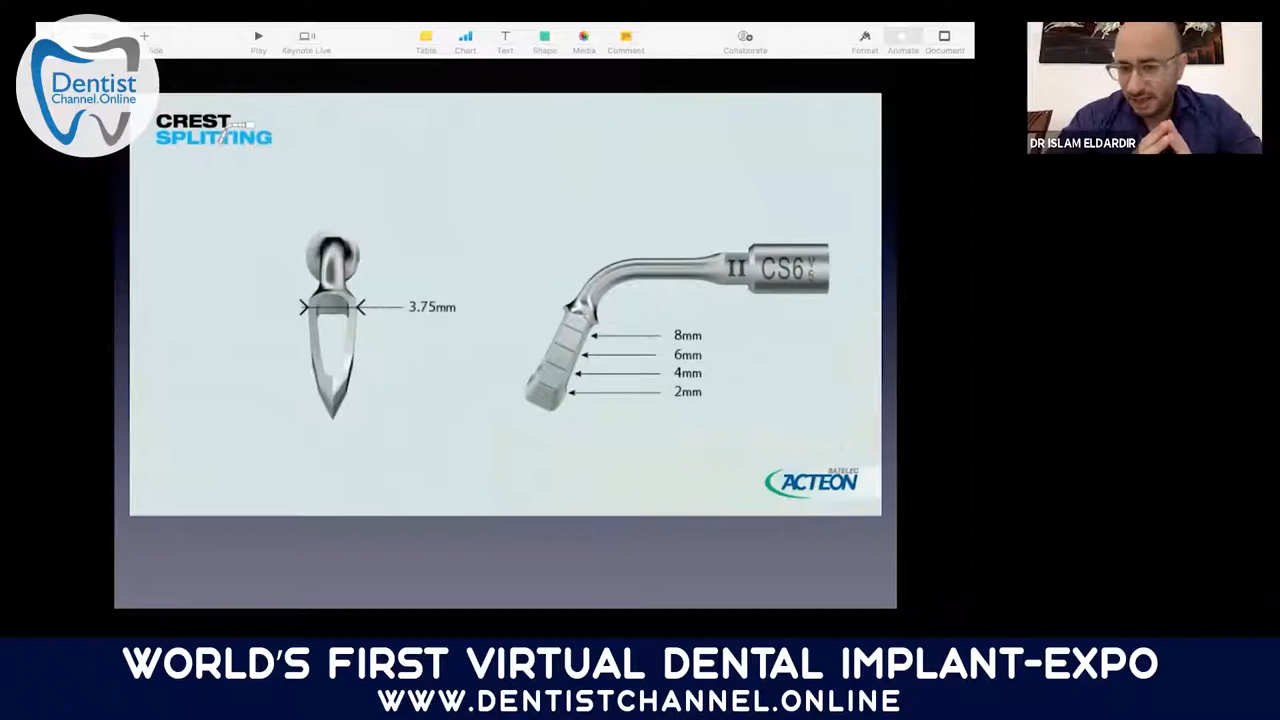 Play
Keynote Live
Table
Chart
Text
Shape
Media
Comment
Collaborate
Format
Animate
Document
Dentist
Channel.Online
CREST
SPLITTING
3.75mm
II CS6
8mm
6mm
4mm
2mm
SATELEC
ACTEON
DR ISLAM ELDARDIR
WORLD'S FIRST VIRTUAL DENTAL IMPLANT-EXPO
WWW.DENTISTCHANNEL.ONLINE